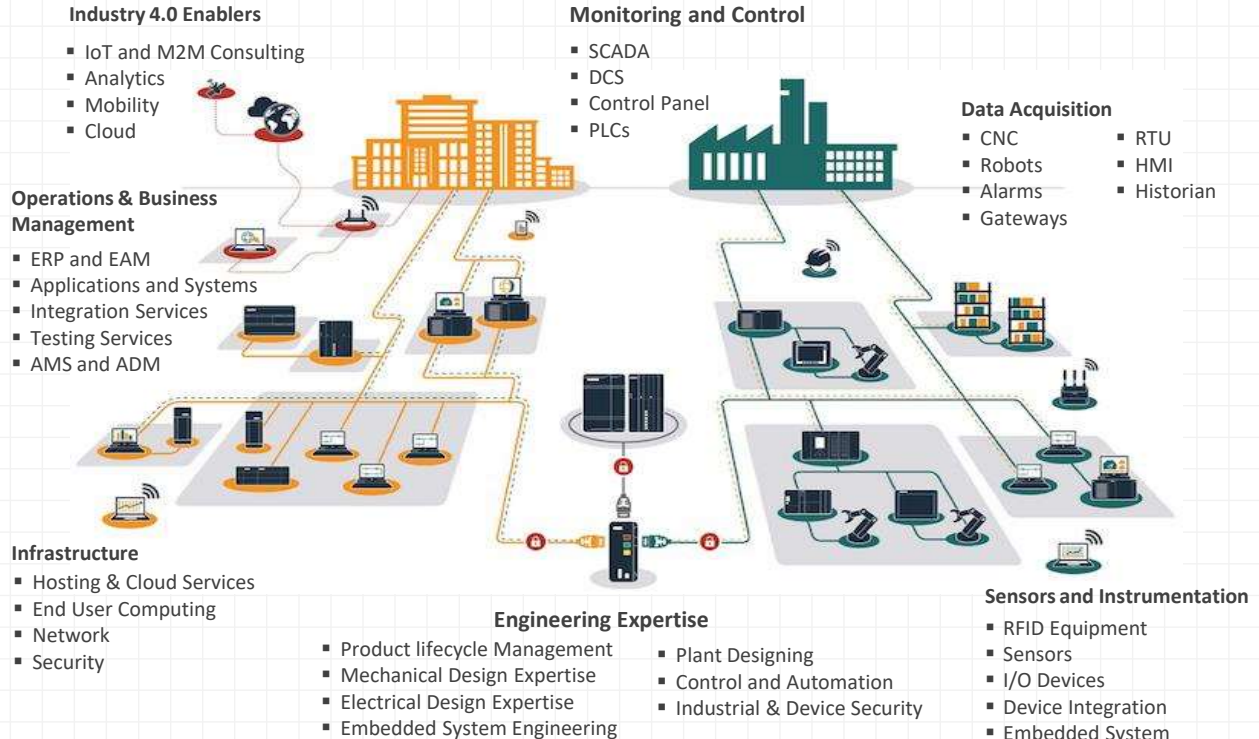 Industry 4.0 Enablers
▪ IoT and M2M Consulting
▪ Analytics
▪ Mobility
▪ Cloud
Monitoring and Control
▪ SCADA
▪ DCS
▪ Control Panel
▪ PLCs
Data Acquisition
▪ CNC
▪ Robots
▪ Alarms
▪ Gateways
▪ RTU
▪ HMI
▪ Historian
Operations & Business
Management
▪ ERP and EAM
▪ Applications and Systems
▪ Integration Services
▪ Testing Services
▪ AMS and ADM
Infrastructure
▪ Hosting & Cloud Services
▪ End User Computing
▪ Network
▪ Security
Engineering Expertise
▪ Product lifecycle Management
▪ Mechanical Design Expertise
▪ Electrical Design Expertise
▪ Embedded System Engineering
▪ Plant Designing
▪ Control and Automation
▪ Industrial & Device Security
Sensors and Instrumentation
▪ RFID Equipment
▪ Sensors
▪ I/O Devices
▪ Device Integration
▪ Embedded System